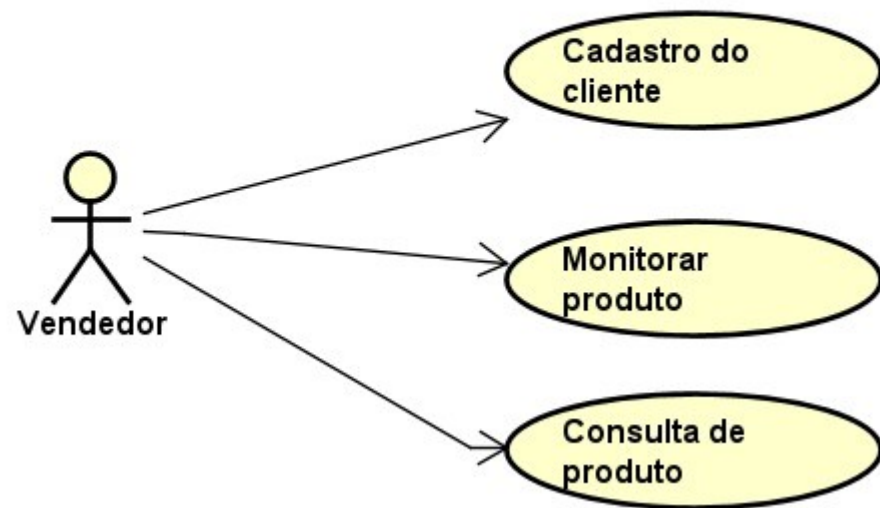 Cadastro do
cliente
Vendedor
Monitorar
produto
Consulta de
produto